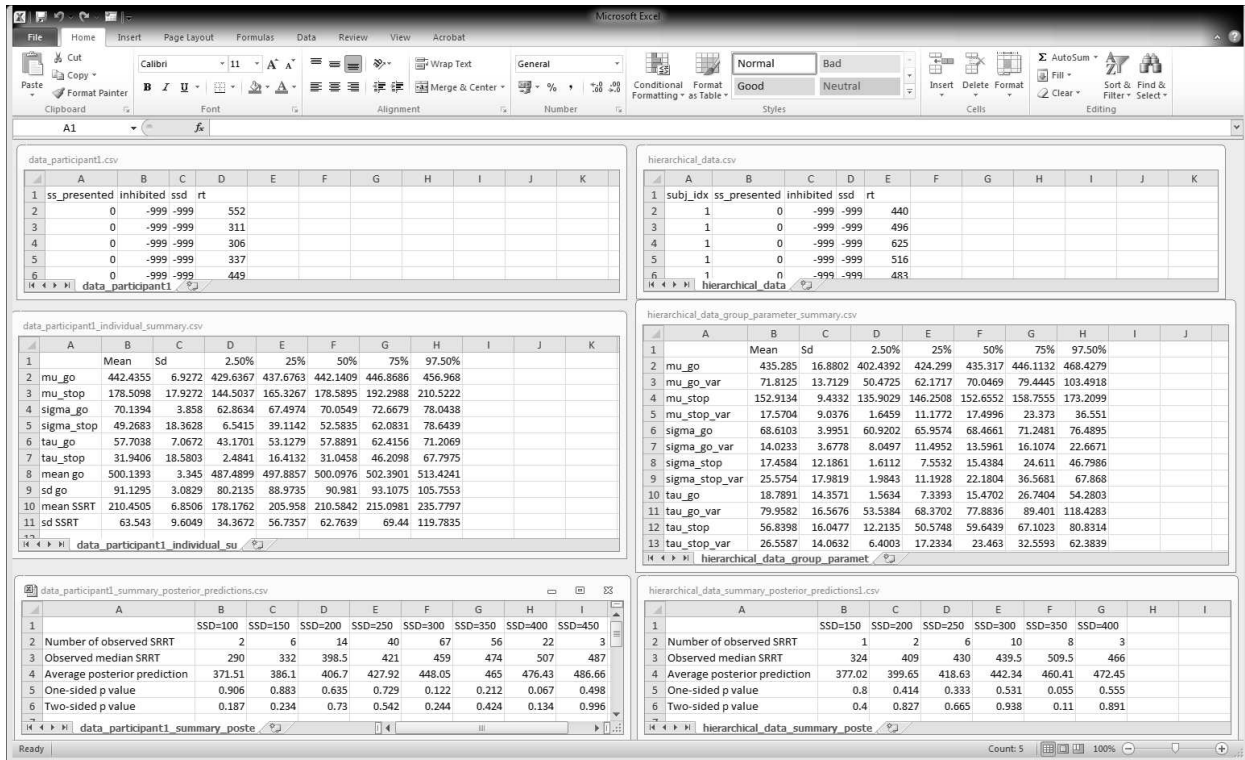 Microsoft Excel
File Home Insert Page Layout Formulas Data Review View Acrobat
Paste Cut Copy Format Painter Clipboard
Calibri 11 A A B I U A Font
Wrap Text Merge & Center Alignment
General % , .0 .00 Number
Conditional Formatting Format as Table Normal Bad Good Neutral Styles
Insert Delete Format Cells
Σ AutoSum Fill Clear Sort & Filter Find & Select Editing
A1 fx
data_participant1.csv
A B C D E F G H I J K
1 ss_presented inhibited ssd rt
2 0 -999 -999 552
3 0 -999 -999 311
4 0 -999 -999 306
5 0 -999 -999 337
6 0 -999 -999 449
data_participant1
hierarchical_data.csv
A B C D E F G H I J K
1 subj_idx ss_presented inhibited ssd rt
2 1 0 -999 -999 440
3 1 0 -999 -999 496
4 1 0 -999 -999 625
5 1 0 -999 -999 516
6 1 0 -999 -999 483
hierarchical_data
data_participant1_individual_summary.csv
A B C D E F G H I J K
1 Mean Sd 2.50% 25% 50% 75% 97.50%
2 mu_go 442.4355 6.9272 429.6367 437.6763 442.1409 446.8686 456.968
3 mu_stop 178.5098 17.9272 144.5037 165.3267 178.5895 192.2988 210.5222
4 sigma_go 70.1394 3.858 62.8634 67.4974 70.0549 72.6679 78.0438
5 sigma_stop 49.2683 18.3628 6.5415 39.1142 52.5835 62.0831 78.6439
6 tau_go 57.7038 7.0672 43.1701 53.1279 57.8891 62.4156 71.2069
7 tau_stop 31.9406 18.5803 2.4841 16.4132 31.0458 46.2098 67.7975
8 mean go 500.1393 3.345 487.4899 497.8857 500.0976 502.3901 513.4241
9 sd go 91.1295 3.0829 80.2135 88.9735 90.981 93.1075 105.7553
10 mean SSRT 210.4505 6.8506 178.1762 205.958 210.5842 215.0981 235.7797
11 sd SSRT 63.543 9.6049 34.3672 56.7357 62.7639 69.44 119.7835
12
data_participant1_individual_su
hierarchical_data_group_parameter_summary.csv
A B C D E F G H I J
1 Mean Sd 2.50% 25% 50% 75% 97.50%
2 mu_go 435.285 16.8802 402.4392 424.299 435.317 446.1132 468.4279
3 mu_go_var 71.8125 13.7129 50.4725 62.1717 70.0469 79.4445 103.4918
4 mu_stop 152.9134 9.4332 135.9029 146.2508 152.6552 158.7555 173.2099
5 mu_stop_var 17.5704 9.0376 1.6459 11.1772 17.4996 23.373 36.551
6 sigma_go 68.6103 3.9951 60.9202 65.9574 68.4661 71.2481 76.4895
7 sigma_go_var 14.0233 3.6778 8.0497 11.4952 13.5961 16.1074 22.6671
8 sigma_stop 17.4584 12.1861 1.6112 7.5532 15.4384 24.611 46.7986
9 sigma_stop_var 25.5754 17.9819 1.9843 11.1928 22.1804 36.5681 67.868
10 tau_go 18.7891 14.3571 1.5634 7.3393 15.4702 26.7404 54.2803
11 tau_go_var 79.9582 16.5676 53.5384 68.3702 77.8836 89.401 118.4283
12 tau_stop 56.8398 16.0477 12.2135 50.5748 59.6439 67.1023 80.8314
13 tau_stop_var 26.5587 14.0632 6.4003 17.2334 23.463 32.5593 62.3839
hierarchical_data_group_paramet
data_participant1_summary_posterior_predictions.csv
A B C D E F G H I
1 SSD=100 SSD=150 SSD=200 SSD=250 SSD=300 SSD=350 SSD=400 SSD=450
2 Number of observed SRRT 2 6 14 40 67 56 22 3
3 Observed median SRRT 290 332 398.5 421 459 474 507 487
4 Average posterior prediction 371.51 386.1 406.7 427.92 448.05 465 476.43 486.66
5 One-sided p value 0.906 0.883 0.635 0.729 0.122 0.212 0.067 0.498
6 Two-sided p value 0.187 0.234 0.73 0.542 0.244 0.424 0.134 0.996
data_participant1_summary_poste
hierarchical_data_summary_posterior_predictions1.csv
A B C D E F G H I
1 SSD=150 SSD=200 SSD=250 SSD=300 SSD=350 SSD=400
2 Number of observed SRRT 1 2 6 10 8 3
3 Observed median SRRT 324 409 430 439.5 509.5 466
4 Average posterior prediction 377.02 399.65 418.63 442.34 460.41 472.45
5 One-sided p value 0.8 0.414 0.333 0.531 0.055 0.555
6 Two-sided p value 0.4 0.827 0.665 0.938 0.11 0.891
hierarchical_data_summary_poste
Ready Count: 5 100%